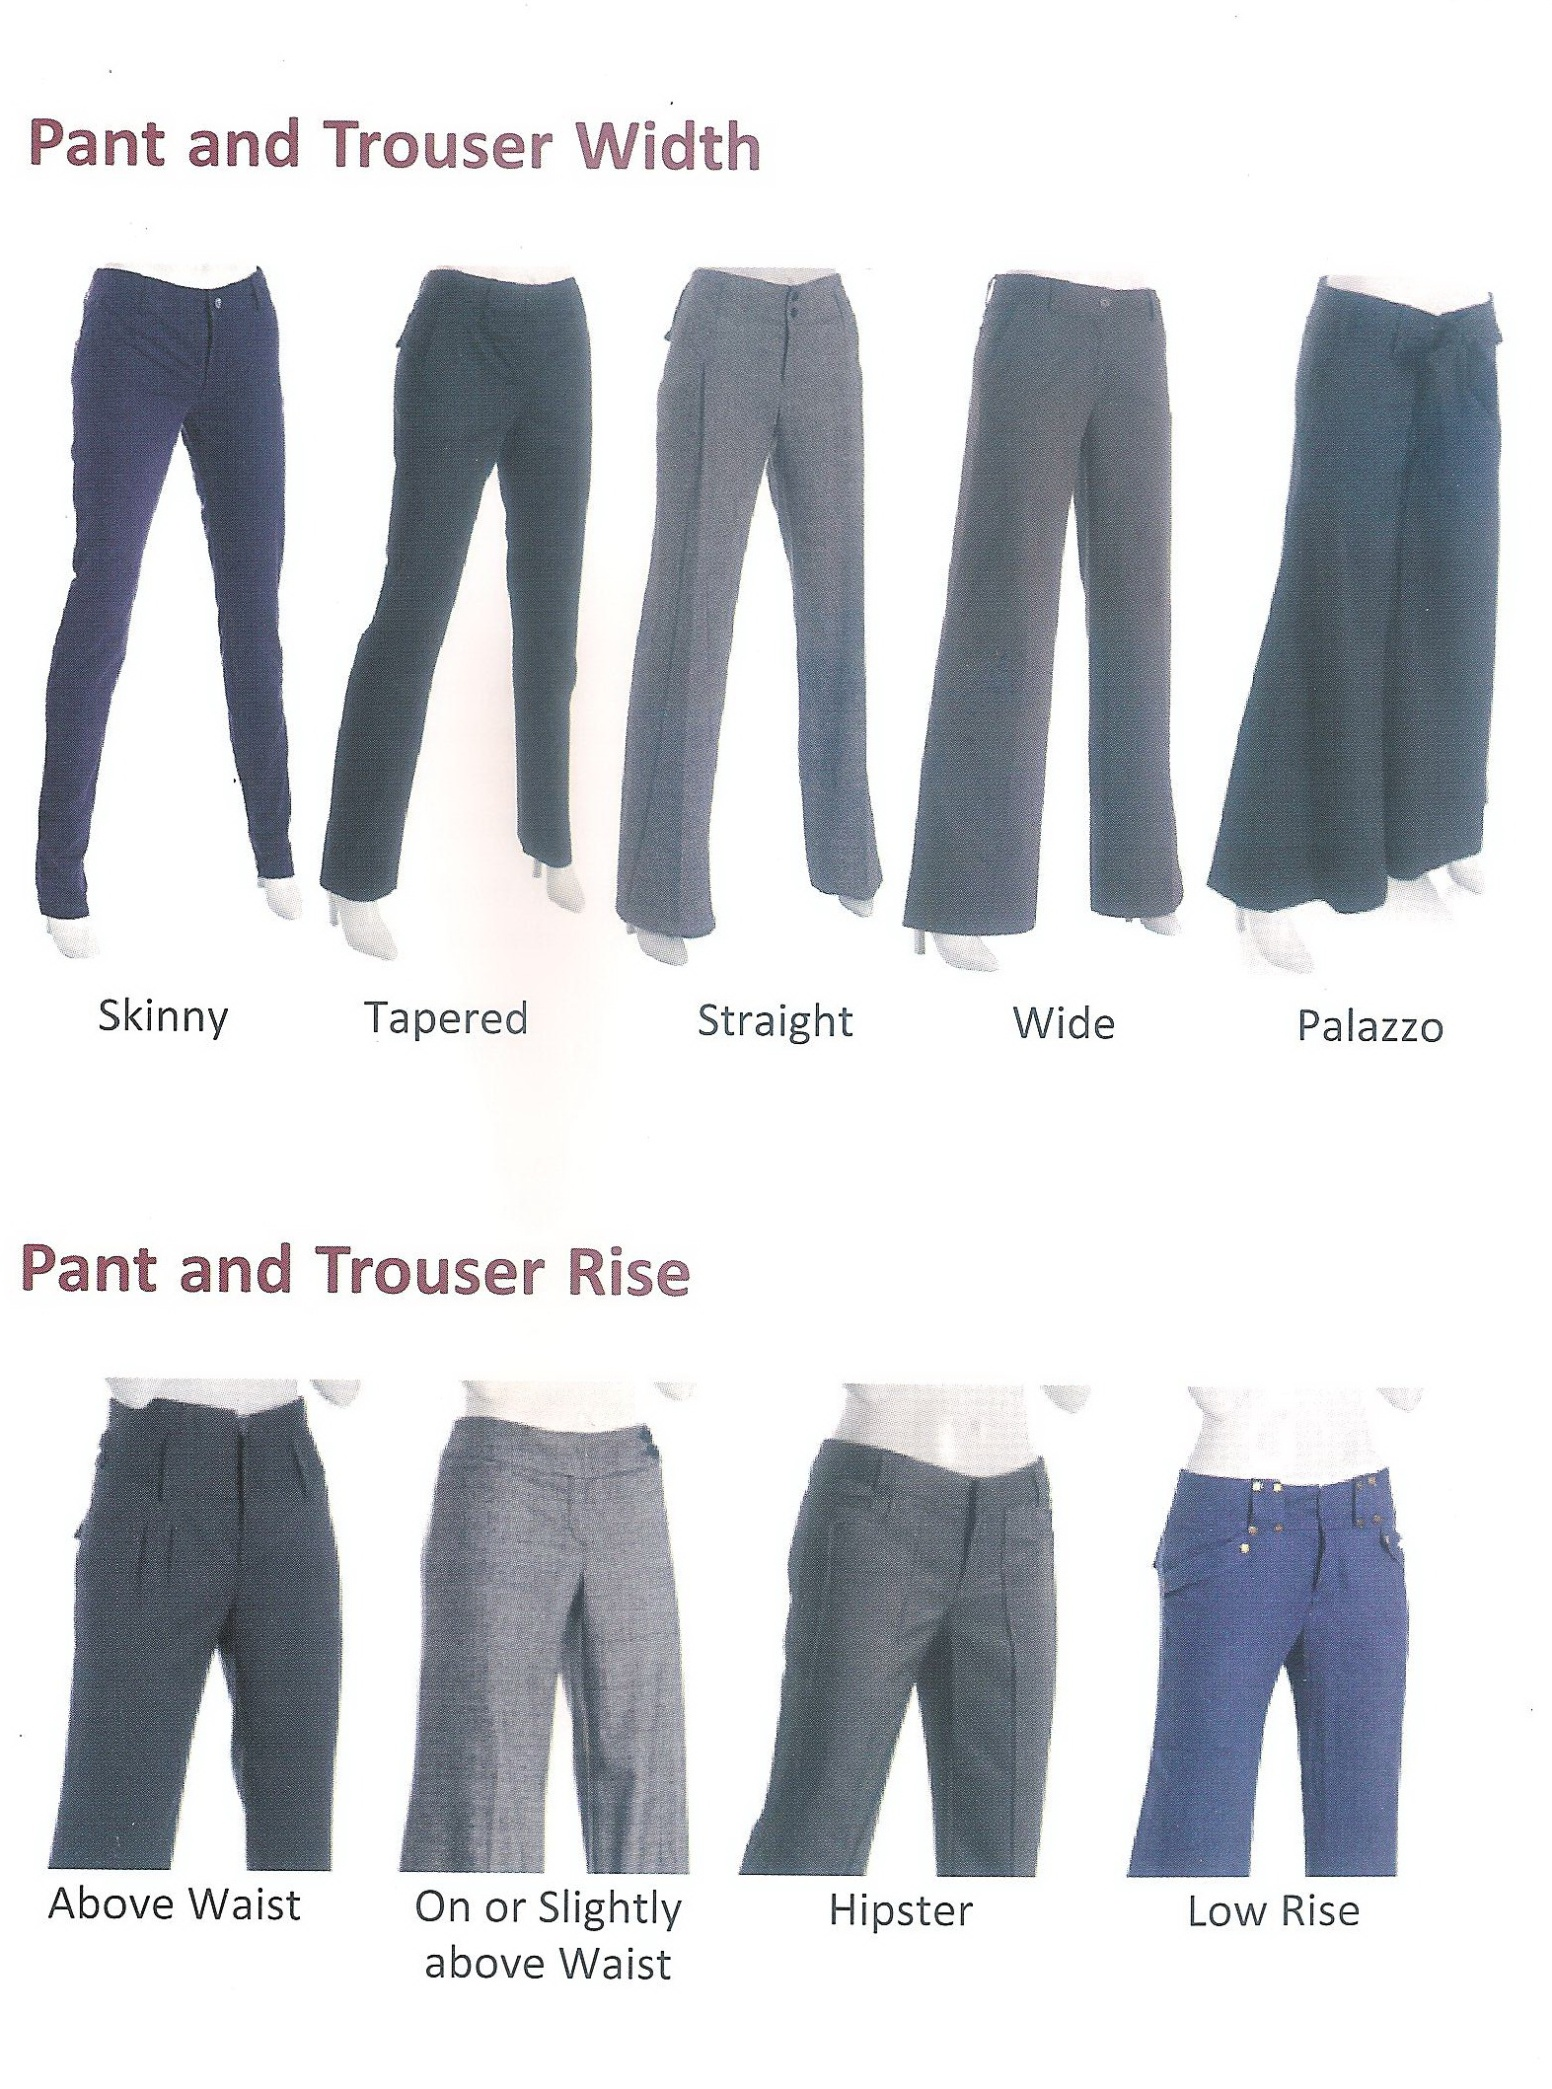 Pant and Trouser Width
Skinny
Tapered
Straight
Wide
Palazzo
Pant and Trouser Rise
Above Waist
On or Slightly
above Waist
Hipster
Low Rise